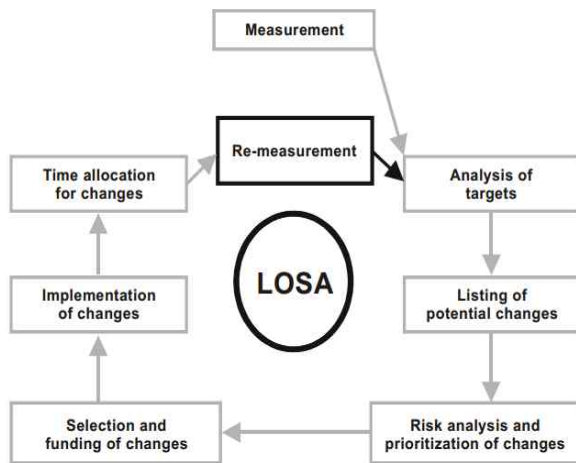 Measurement
Re-measurement
Time allocation
for changes
Analysis of
targets
LOSA
Implementation
of changes
Listing of
potential changes
Selection and
funding of changes
Risk analysis and
prioritization of changes